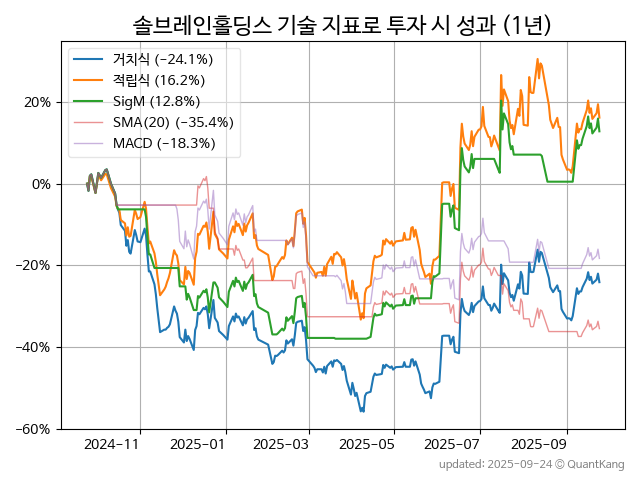 솔브레인홀딩스 기술 지표로 투자 시 성과 (1년)
거치식 (−24.1%)
적립식 (16.2%)
SigM (12.8%)
SMA(20) (−35.4%)
MACD (−18.3%)
20%
0%
−20%
−40%
−60%
2024−11 2025−01 2025−03 2025−05 2025−07 2025−09
updated: 2025-09-24 © QuantKang